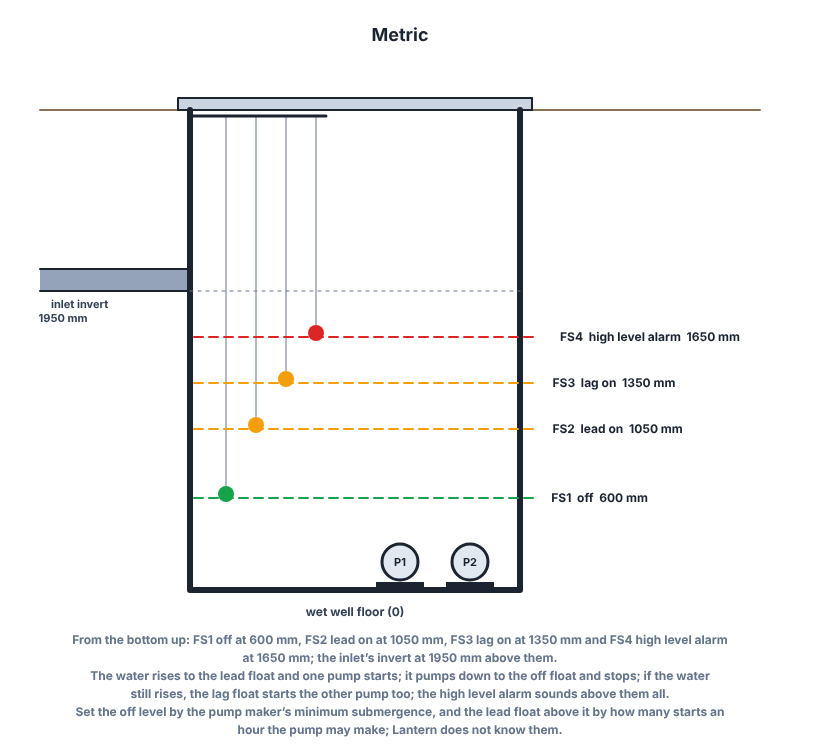 Metric
inlet invert
1950 mm
FS4 high level alarm 1650 mm
FS3 lag on 1350 mm
FS2 lead on 1050 mm
FS1 off 600 mm
P1
P2
wet well floor (0)
From the bottom up: FS1 off at 600 mm, FS2 lead on at 1050 mm, FS3 lag on at 1350 mm and FS4 high level alarm
at 1650 mm; the inlet’s invert at 1950 mm above them.
The water rises to the lead float and one pump starts; it pumps down to the off float and stops; if the water
still rises, the lag float starts the other pump too; the high level alarm sounds above them all.
Set the off level by the pump maker’s minimum submergence, and the lead float above it by how many starts an
hour the pump may make; Lantern does not know them.